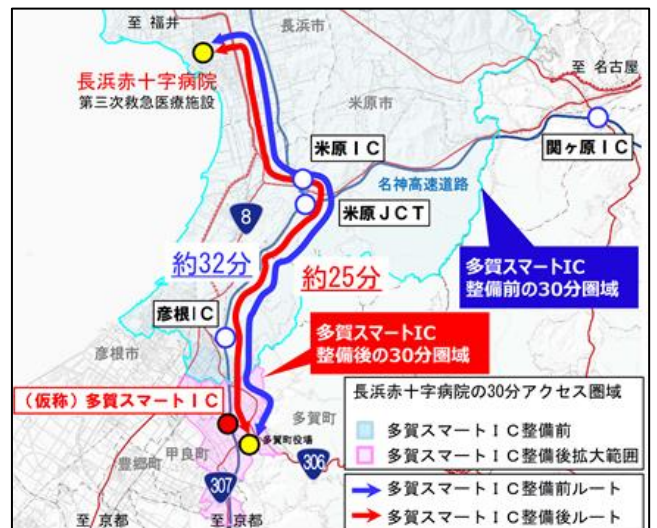 至 福井
長浜市
至 名古屋
長浜赤十字病院
第三次救急医療施設
米原市
米原IC
関ヶ原IC
名神高速道路
米原JCT
8
約32分
約25分
多賀スマートIC
整備前の30分圏域
彦根IC
多賀スマートIC
整備後の30分圏域
彦根市
(仮称)多賀スマートIC
多賀町
多賀町役場
甲良町
豊郷町
306
307
至 京都
至 京都
長浜赤十字病院の30分アクセス圏域
多賀スマートIC整備前
多賀スマートIC整備後拡大範囲
多賀スマートIC整備前ルート
多賀スマートIC整備後ルート